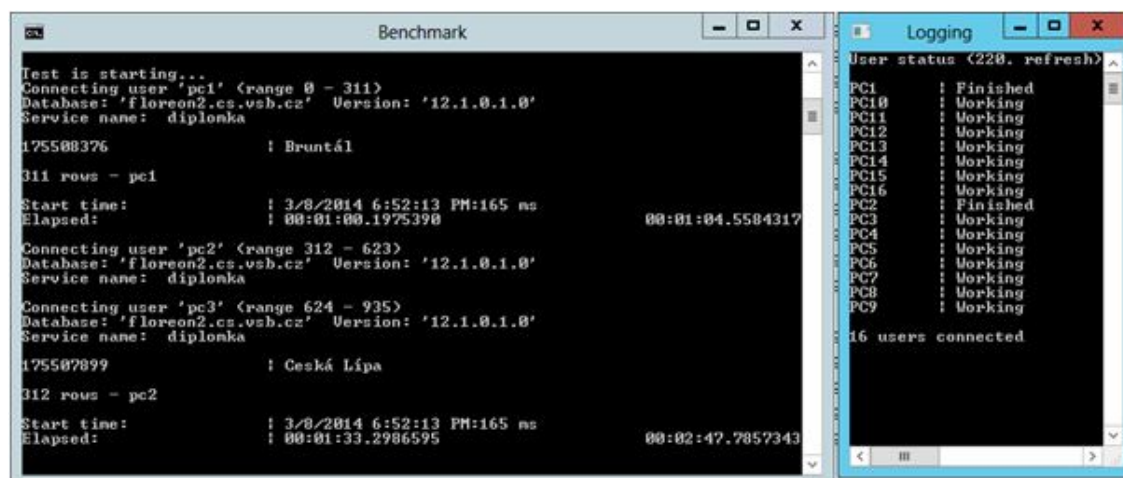 Benchmark
Test is starting...
Connecting user 'pc1' (range 0 - 311)
Database: 'floreon2.cs.vsb.cz' Version: '12.1.0.1.0'
Service name: diplomka
175508376 | Bruntál
311 rows - pc1
Start time: | 3/8/2014 6:52:13 PM:165 ms
Elapsed: | 00:01:00.1975390 00:01:04.5584317
Connecting user 'pc2' (range 312 - 623)
Database: 'floreon2.cs.vsb.cz' Version: '12.1.0.1.0'
Service name: diplomka
Connecting user 'pc3' (range 624 - 935)
Database: 'floreon2.cs.vsb.cz' Version: '12.1.0.1.0'
Service name: diplomka
175507899 | Ceská Lípa
312 rows - pc2
Start time: | 3/8/2014 6:52:13 PM:165 ms
Elapsed: | 00:01:33.2986595 00:02:47.7857343
Logging
User status (220. refresh)
PC1 | Finished
PC10 | Working
PC11 | Working
PC12 | Working
PC13 | Working
PC14 | Working
PC15 | Working
PC16 | Working
PC2 | Finished
PC3 | Working
PC4 | Working
PC5 | Working
PC6 | Working
PC7 | Working
PC8 | Working
PC9 | Working
16 users connected